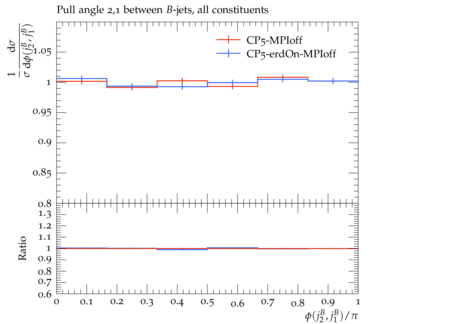 Pull angle 2,1 between B-jets, all constituents
1/σ dσ/dϕ(j₂ᴮ, j₁ᴮ)
CP5-MPIoff
CP5-erdOn-MPIoff
1.05
1
0.95
0.9
0.85
0.8
Ratio
1.3
1.2
1.1
1
0.9
0.8
0.7
0.6
0 0.1 0.2 0.3 0.4 0.5 0.6 0.7 0.8 0.9 1
ϕ(j₂ᴮ, j₁ᴮ)/π